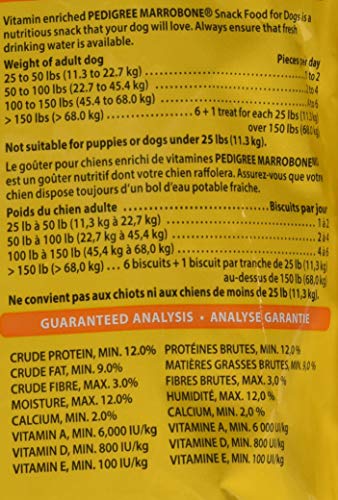 Vitamin enriched PEDIGREE MARROBONE® Snack Food for Dogs is a
nutritious snack that your dog will love. Always ensure that fresh
drinking water is available.
Weight of adult dog Pieces per day
25 to 50 lbs (11.3 to 22.7 kg) 1 to 2
50 to 100 lbs (22.7 to 45.4 kg) 2 to 4
100 to 150 lbs (45.4 to 68.0 kg) 4 to 6
> 150 lbs (> 68.0 kg) 6 + 1 treat for each 25 lbs (11.3 kg)
over 150 lbs (68.0 kg)
Not suitable for puppies or dogs under 25 lbs (11.3 kg).
Le goûter pour chiens enrichi de vitamines PEDIGREE MARROBONE
est un goûter nutritif dont votre chien raffolera. Assurez-vous que votre
chien dispose toujours d'un bol d'eau potable fraîche.
Poids du chien adulte Biscuits par jour
25 lb à 50 lb (11,3 kg à 22,7 kg) 1 à 2
50 lb à 100 lb (22,7 kg à 45,4 kg) 2 à 4
100 lb à 150 lb (45,4 kg à 68,0 kg) 4 à 6
> 150 lb (> 68,0 kg) 6 biscuits + 1 biscuit par tranche de 25 lb (11,3 kg)
au-dessus de 150 lb (68,0 kg)
Ne convient pas aux chiots ni aux chiens de moins de 25 lb (11,3 kg).
GUARANTEED ANALYSIS • ANALYSE GARANTIE
CRUDE PROTEIN, MIN. 12.0%
CRUDE FAT, MIN. 9.0%
CRUDE FIBRE, MAX. 3.0%
MOISTURE, MAX. 12.0%
CALCIUM, MIN. 2.0%
VITAMIN A, MIN. 6,000 IU/kg
VITAMIN D, MIN. 800 IU/kg
VITAMIN E, MIN. 100 IU/kg
PROTÉINES BRUTES, MIN. 12,0 %
MATIÈRES GRASSES BRUTES, MIN. 9,0 %
FIBRES BRUTES, MAX. 3,0 %
HUMIDITÉ, MAX. 12,0 %
CALCIUM, MIN. 2,0 %
VITAMINE A, MIN. 6 000 UI/kg
VITAMINE D, MIN. 800 UI/kg
VITAMINE E, MIN. 100 UI/kg